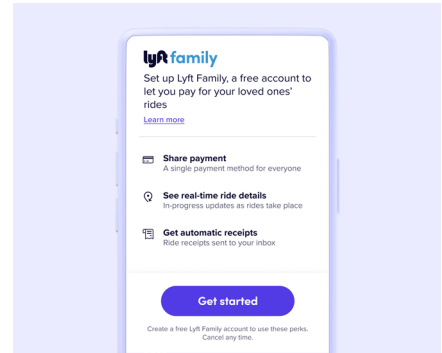 lyft family
Set up Lyft Family, a free account to
let you pay for your loved ones'
rides
Learn more
Share payment
A single payment method for everyone
See real-time ride details
In-progress updates as rides take place
Get automatic receipts
Ride receipts sent to your inbox
Get started
Create a free Lyft Family account to use these perks.
Cancel any time.